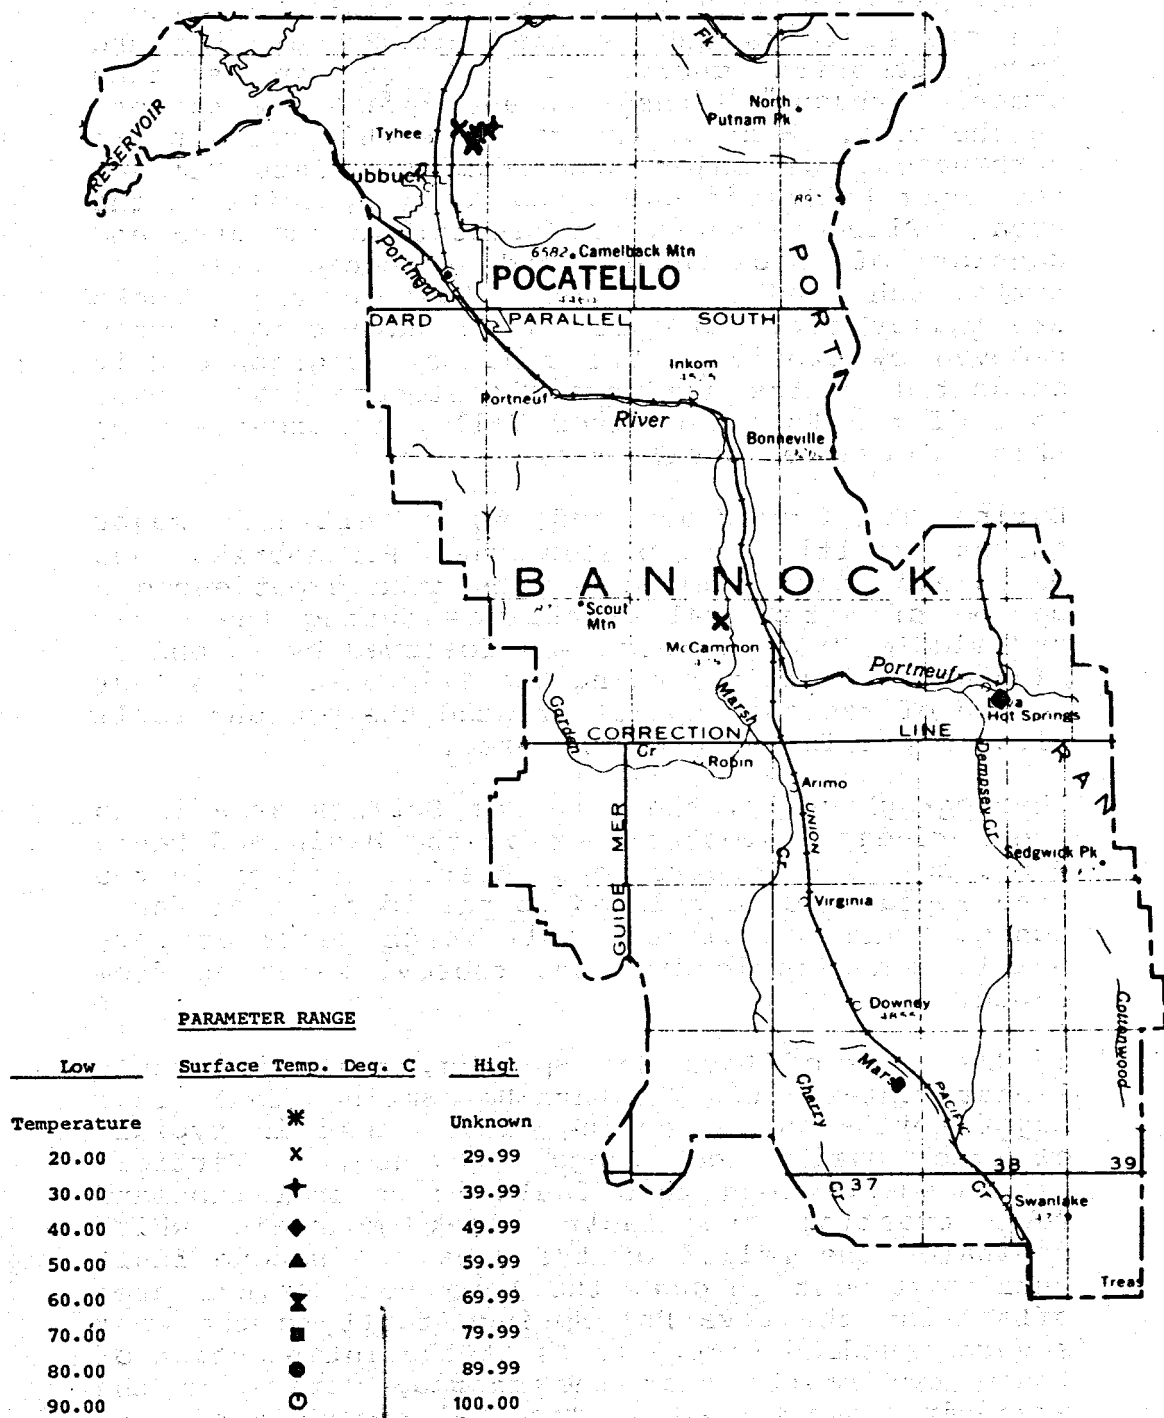 Fk
North
Putnam Pk
RESERVOIR
Tyhee
ubbuck
6582 Camelback Mtn
Portneuf
POCATELLO
PORT
DARD PARALLEL SOUTH
Inkom
Portneuf
River
Bonneville
BANNOCK
Scout
Mtn
McCammon
Portneuf
Marsh
Hot Springs
Garden
CORRECTION LINE
Cr
Robin
Dempsey Cr
RAN
Arimo
UNION
GUIDE MER
Cr
Sedgwick Pk
Virginia
Downey
Cottonwood
Mars
PACIFIC
Cherry
Cr
37 38 39
Cr
Swanlake
Treas
PARAMETER RANGE
Low Surface Temp. Deg. C High
Temperature Unknown
20.00 29.99
30.00 39.99
40.00 49.99
50.00 59.99
60.00 69.99
70.00 79.99
80.00 89.99
90.00 100.00